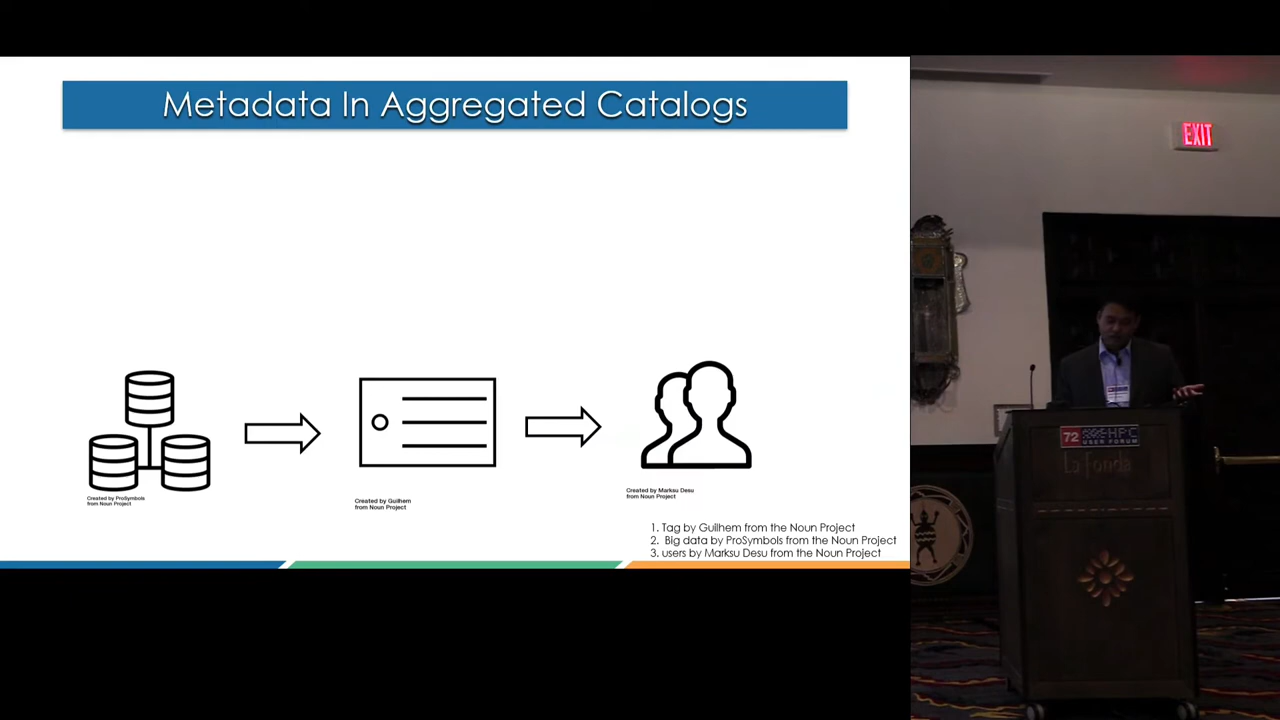 Metadata In Aggregated Catalogs
EXIT
Created by ProSymbols
from Noun Project
Created by Guilhem
from Noun Project
Created by Marksu Desu
from Noun Project
1. Tag by Guilhem from the Noun Project
2. Big data by ProSymbols from the Noun Project
3. users by Marksu Desu from the Noun Project
72 HPC
USER FORUM
La Fonda